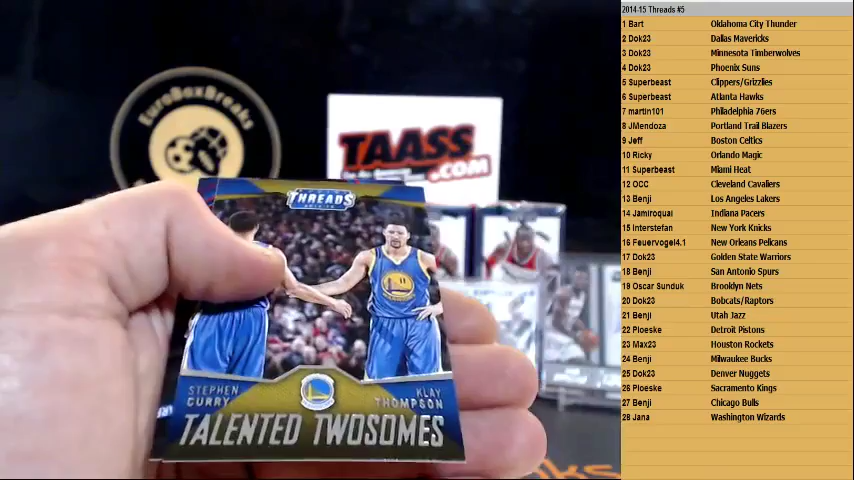 EuroBoxBreaks
TAASS
.COM
THREADS
11
STEPHEN
CURRY
KLAY
THOMPSON
TALENTED TWOSOMES
2014-15 Threads #5
1 Bart Oklahoma City Thunder
2 Dok23 Dallas Mavericks
3 Dok23 Minnesota Timberwolves
4 Dok23 Phoenix Suns
5 Superbeast Clippers/Grizzlies
6 Superbeast Atlanta Hawks
7 martin101 Philadelphia 76ers
8 JMendoza Portland Trail Blazers
9 Jeff Boston Celtics
10 Ricky Orlando Magic
11 Superbeast Miami Heat
12 OCC Cleveland Cavaliers
13 Benji Los Angeles Lakers
14 Jamiroquai Indiana Pacers
15 Interstefan New York Knicks
16 Feuervogel4.1 New Orleans Pelicans
17 Dok23 Golden State Warriors
18 Benji San Antonio Spurs
19 Oscar Sunduk Brooklyn Nets
20 Dok23 Bobcats/Raptors
21 Benji Utah Jazz
22 Ploeske Detroit Pistons
23 Max23 Houston Rockets
24 Benji Milwaukee Bucks
25 Dok23 Denver Nuggets
26 Ploeske Sacramento Kings
27 Benji Chicago Bulls
28 Jana Washington Wizards